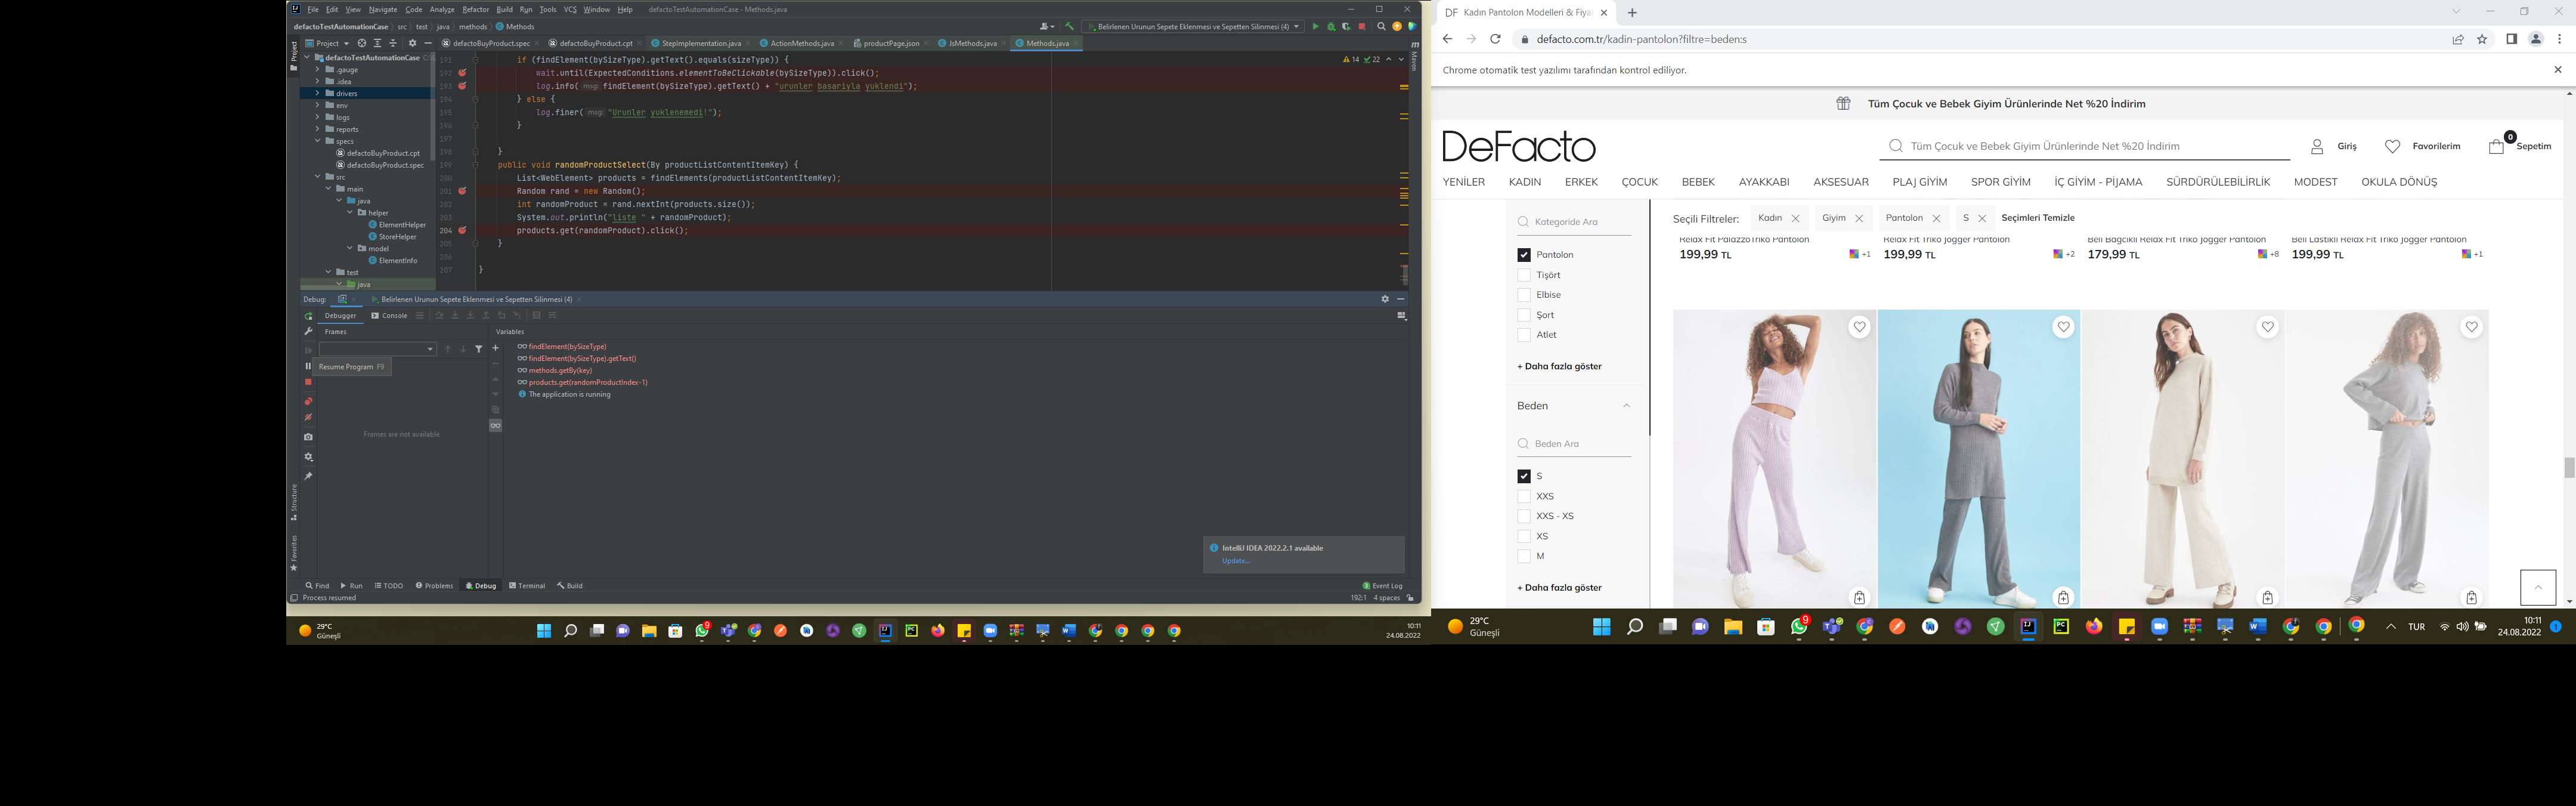 File Edit View Navigate Code Analyze Refactor Build Run Tools VCS Window Help defactoTestAutomationCase - Methods.java
defactoTestAutomationCase src test java methods Methods
Belirlenen Urunun Sepete Eklenmesi ve Sepetten Silinmesi (4)
Project
defactoBuyProduct.spec defactoBuyProduct.cpt StepImplementation.java ActionMethods.java productPage.json JsMethods.java Methods.java
Project
Maven
defactoTestAutomationCase
.gauge
.idea
drivers
env
logs
reports
specs
defactoBuyProduct.cpt
defactoBuyProduct.spec
src
main
java
helper
ElementHelper
StoreHelper
model
ElementInfo
test
java
14 22
191 if (findElement(bySizeType).getText().equals(sizeType)) {
192 wait.until(ExpectedConditions.elementToBeClickable(bySizeType)).click();
193 log.info( msg: findElement(bySizeType).getText() + "urunler basariyla yuklendi");
194 } else {
195 log.finer( msg: "Urunler yuklenemedi!");
196 }
197
198 }
199 public void randomProductSelect(By productListContentItemKey) {
200 List<WebElement> products = findElements(productListContentItemKey);
201 Random rand = new Random();
202 int randomProduct = rand.nextInt(products.size());
203 System.out.println("liste " + randomProduct);
204 products.get(randomProduct).click();
205 }
206
207 }
Debug: Belirlenen Urunun Sepete Eklenmesi ve Sepetten Silinmesi (4)
Debugger Console
Frames
Variables
Resume Program F9
findElement(bySizeType)
findElement(bySizeType).getText()
methods.getBy(key)
products.get(randomProductIndex-1)
The application is running
Frames are not available
Structure
Favorites
IntelliJ IDEA 2022.2.1 available
Update...
Find Run TODO Problems Debug Terminal Build
Event Log
Process resumed
192:1 4 spaces
29°C
Güneşli
9
10:11
24.08.2022
DF Kadın Pantolon Modelleri & Fiya
defacto.com.tr/kadin-pantolon?filtre=beden:s
Chrome otomatik test yazılımı tarafından kontrol ediliyor.
Tüm Çocuk ve Bebek Giyim Ürünlerinde Net %20 İndirim
DeFacto
Tüm Çocuk ve Bebek Giyim Ürünlerinde Net %20 İndirim
Giriş
Favorilerim
0
Sepetim
YENİLER KADIN ERKEK ÇOCUK BEBEK AYAKKABI AKSESUAR PLAJ GİYİM SPOR GİYİM İÇ GİYİM - PİJAMA SÜRDÜRÜLEBİLİRLİK MODEST OKULA DÖNÜŞ
Kategoride Ara
Pantolon
Tişört
Elbise
Şort
Atlet
+ Daha fazla göster
Beden
Beden Ara
S
XXS
XXS - XS
XS
M
+ Daha fazla göster
Seçili Filtreler: Kadın Giyim Pantolon S Seçimleri Temizle
Relax Fit PalazzoTriko Pantolon
199,99 TL +1
Relax Fit Triko Jogger Pantolon
199,99 TL +2
Beli Bağcıklı Relax Fit Triko Jogger Pantolon
179,99 TL +8
Beli Lastikli Relax Fit Triko Jogger Pantolon
199,99 TL +1
29°C
Güneşli
9
TUR
10:11
24.08.2022
1